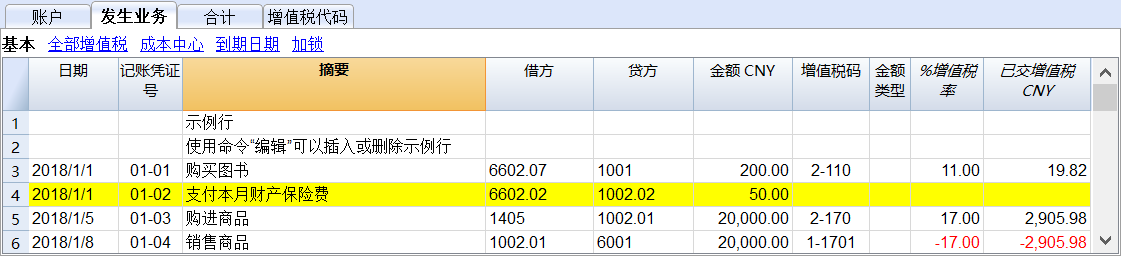 账户 发生业务 合计 增值税代码
基本 全部增值税 成本中心 到期日期 加锁
日期 记账凭证号 摘要 借方 贷方 金额 CNY 增值税码 金额类型 %增值税率 已交增值税 CNY
1 示例行
2 使用命令“编辑”可以插入或删除示例行
3 2018/1/1 01-01 购买图书 6602.07 1001 200.00 2-110 11.00 19.82
4 2018/1/1 01-02 支付本月财产保险费 6602.02 1002.02 50.00
5 2018/1/5 01-03 购进商品 1405 1002.01 20,000.00 2-170 17.00 2,905.98
6 2018/1/8 01-04 销售商品 1002.01 6001 20,000.00 1-1701 -17.00 -2,905.98